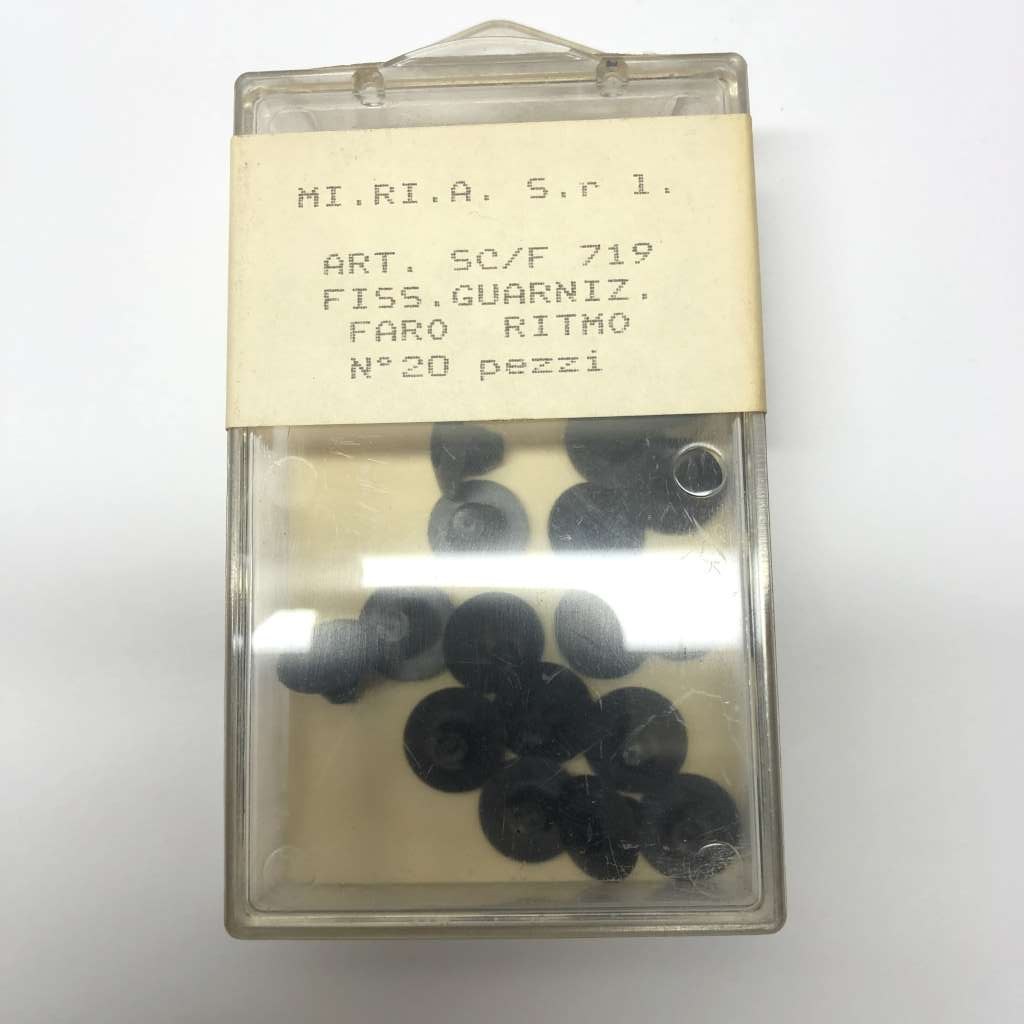 MI.RI.A. S.r l.
ART. SC/F 719
FISS.GUARNIZ.
FARO RITMO
N°20 pezzi